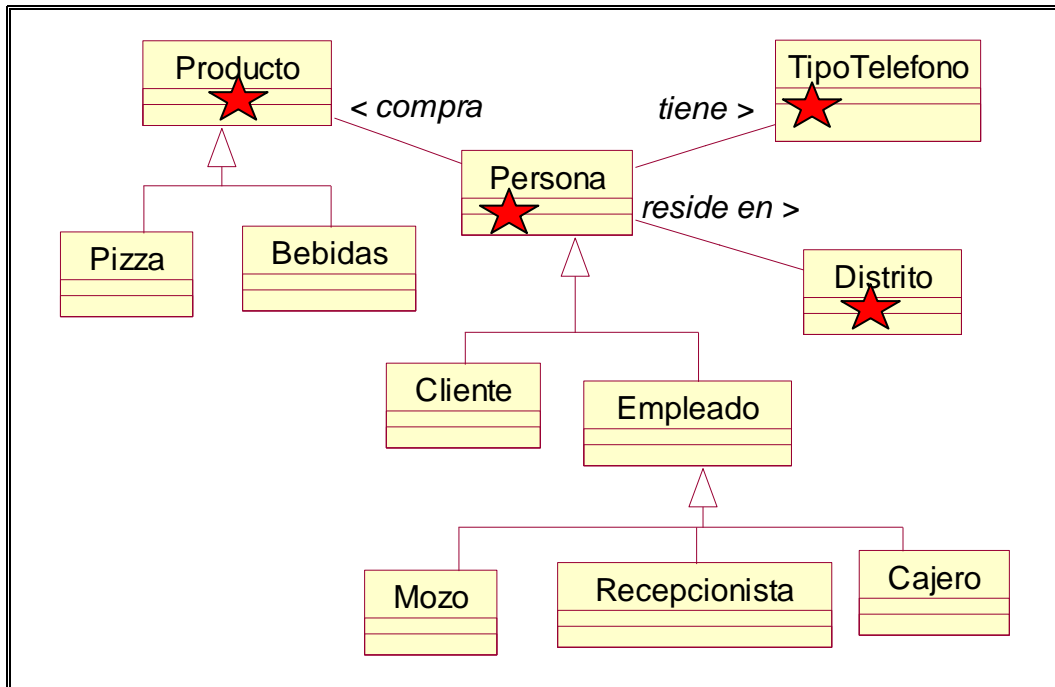 Producto
TipoTelefono
< compra
tiene >
Persona
reside en >
Pizza
Bebidas
Distrito
Cliente
Empleado
Mozo
Recepcionista
Cajero